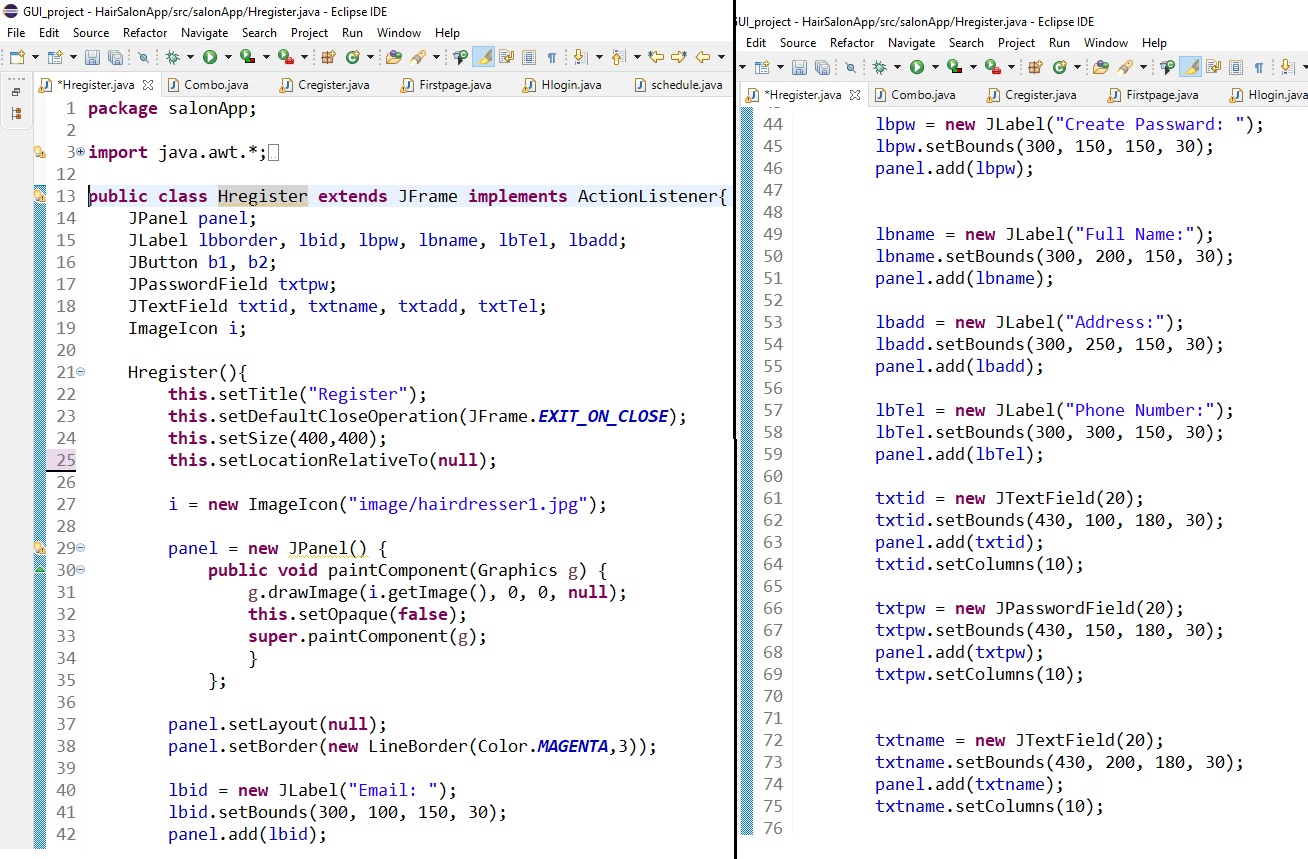 GUI_project - HairSalonApp/src/salonApp/Hregister.java - Eclipse IDE
File Edit Source Refactor Navigate Search Project Run Window Help
*Hregister.java Combo.java Cregister.java Firstpage.java Hlogin.java schedule.java
1 package salonApp;
2
3 import java.awt.*;
12
13 public class Hregister extends JFrame implements ActionListener{
14 JPanel panel;
15 JLabel lbborder, lbid, lbpw, lbname, lbTel, lbadd;
16 JButton b1, b2;
17 JPasswordField txtpw;
18 JTextField txtid, txtname, txtadd, txtTel;
19 ImageIcon i;
20
21 Hregister(){
22 this.setTitle("Register");
23 this.setDefaultCloseOperation(JFrame.EXIT_ON_CLOSE);
24 this.setSize(400,400);
25 this.setLocationRelativeTo(null);
26
27 i = new ImageIcon("image/hairdresser1.jpg");
28
29 panel = new JPanel() {
30 public void paintComponent(Graphics g) {
31 g.drawImage(i.getImage(), 0, 0, null);
32 this.setOpaque(false);
33 super.paintComponent(g);
34 }
35 };
36
37 panel.setLayout(null);
38 panel.setBorder(new LineBorder(Color.MAGENTA,3));
39
40 lbid = new JLabel("Email: ");
41 lbid.setBounds(300, 100, 150, 30);
42 panel.add(lbid);
GUI_project - HairSalonApp/src/salonApp/Hregister.java - Eclipse IDE
Edit Source Refactor Navigate Search Project Run Window Help
*Hregister.java Combo.java Cregister.java Firstpage.java Hlogin.java
44 lbpw = new JLabel("Create Passward: ");
45 lbpw.setBounds(300, 150, 150, 30);
46 panel.add(lbpw);
47
48
49 lbname = new JLabel("Full Name:");
50 lbname.setBounds(300, 200, 150, 30);
51 panel.add(lbname);
52
53 lbadd = new JLabel("Address:");
54 lbadd.setBounds(300, 250, 150, 30);
55 panel.add(lbadd);
56
57 lbTel = new JLabel("Phone Number:");
58 lbTel.setBounds(300, 300, 150, 30);
59 panel.add(lbTel);
60
61 txtid = new JTextField(20);
62 txtid.setBounds(430, 100, 180, 30);
63 panel.add(txtid);
64 txtid.setColumns(10);
65
66 txtpw = new JPasswordField(20);
67 txtpw.setBounds(430, 150, 180, 30);
68 panel.add(txtpw);
69 txtpw.setColumns(10);
70
71
72 txtname = new JTextField(20);
73 txtname.setBounds(430, 200, 180, 30);
74 panel.add(txtname);
75 txtname.setColumns(10);
76